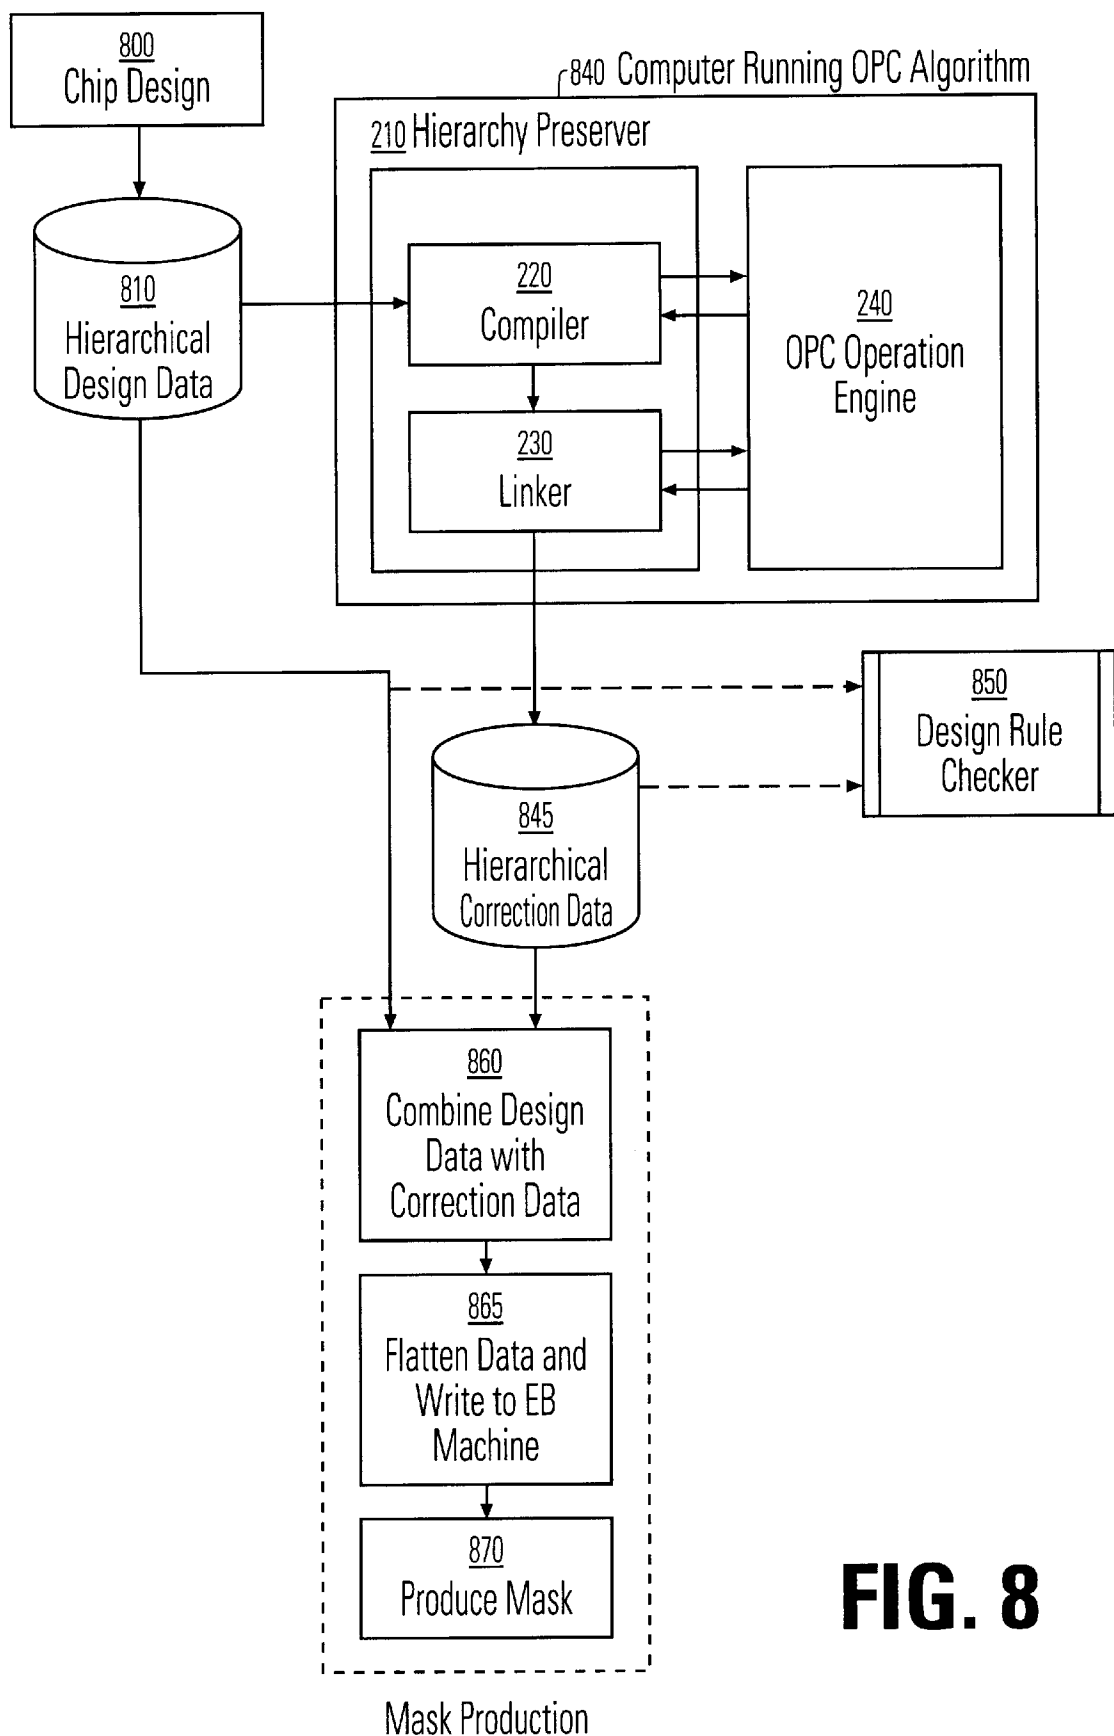 800
Chip Design
840 Computer Running OPC Algorithm
210 Hierarchy Preserver
810
Hierarchical
Design Data
220
Compiler
230
Linker
240
OPC Operation
Engine
850
Design Rule
Checker
845
Hierarchical
Correction Data
860
Combine Design
Data with
Correction Data
865
Flatten Data and
Write to EB
Machine
870
Produce Mask
Mask Production
FIG. 8